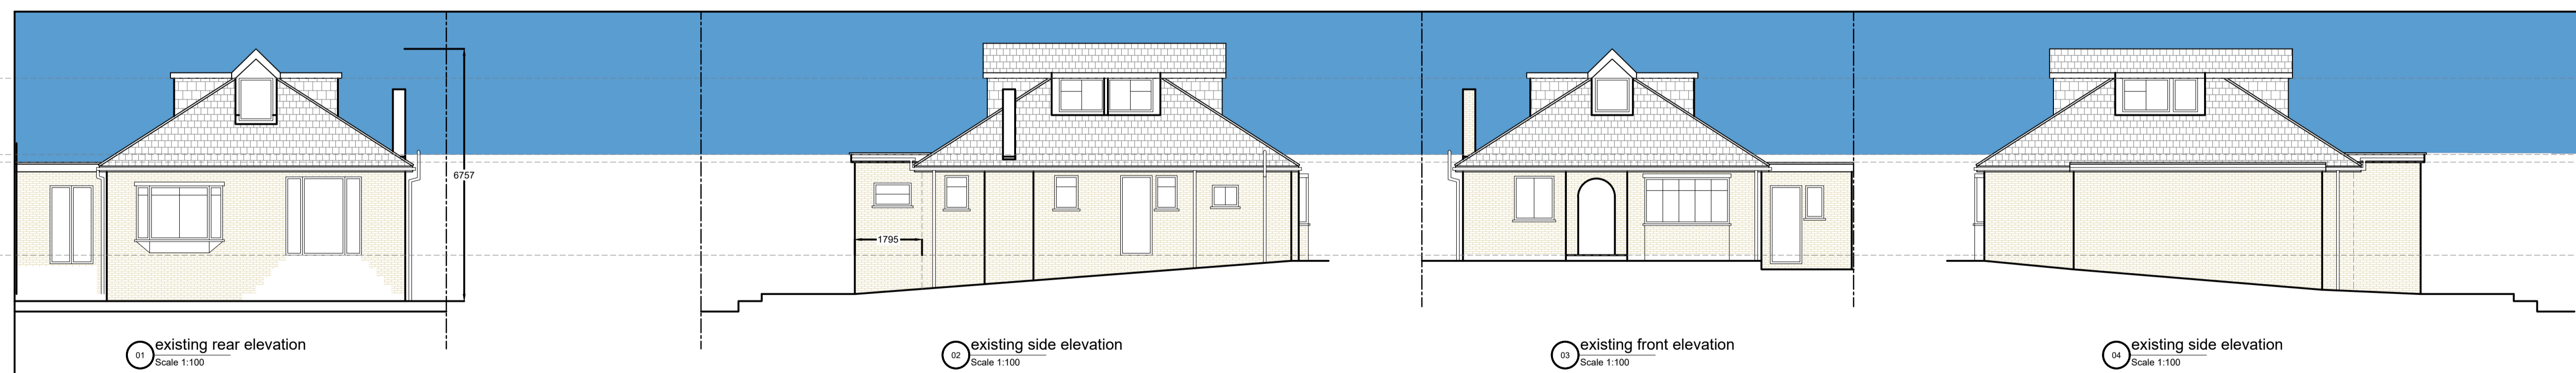 6757
1795
01 existing rear elevation
Scale 1:100
02 existing side elevation
Scale 1:100
03 existing front elevation
Scale 1:100
04 existing side elevation
Scale 1:100